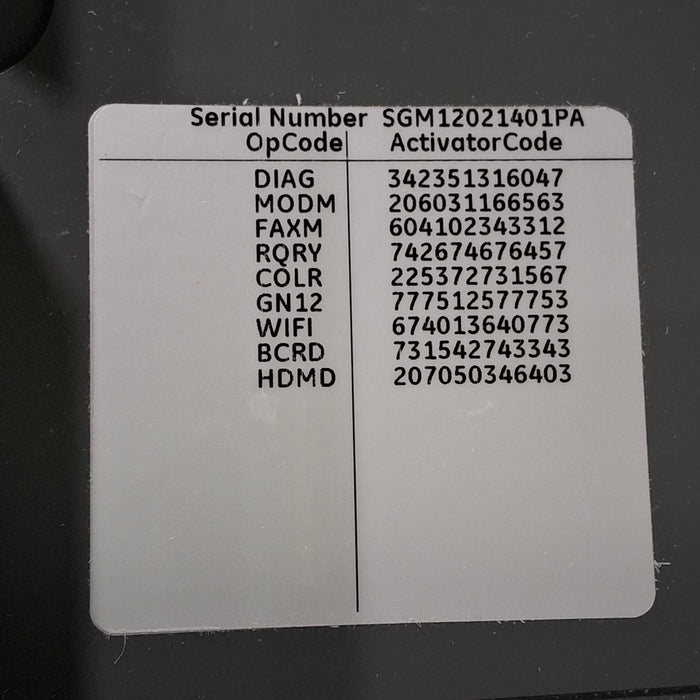 Serial Number SGM12021401PA
OpCode ActivatorCode
DIAG 342351316047
MODM 206031166563
FAXM 604102343312
RQRY 742674676457
COLR 225372731567
GN12 777512577753
WIFI 674013640773
BCRD 731542743343
HDMD 207050346403